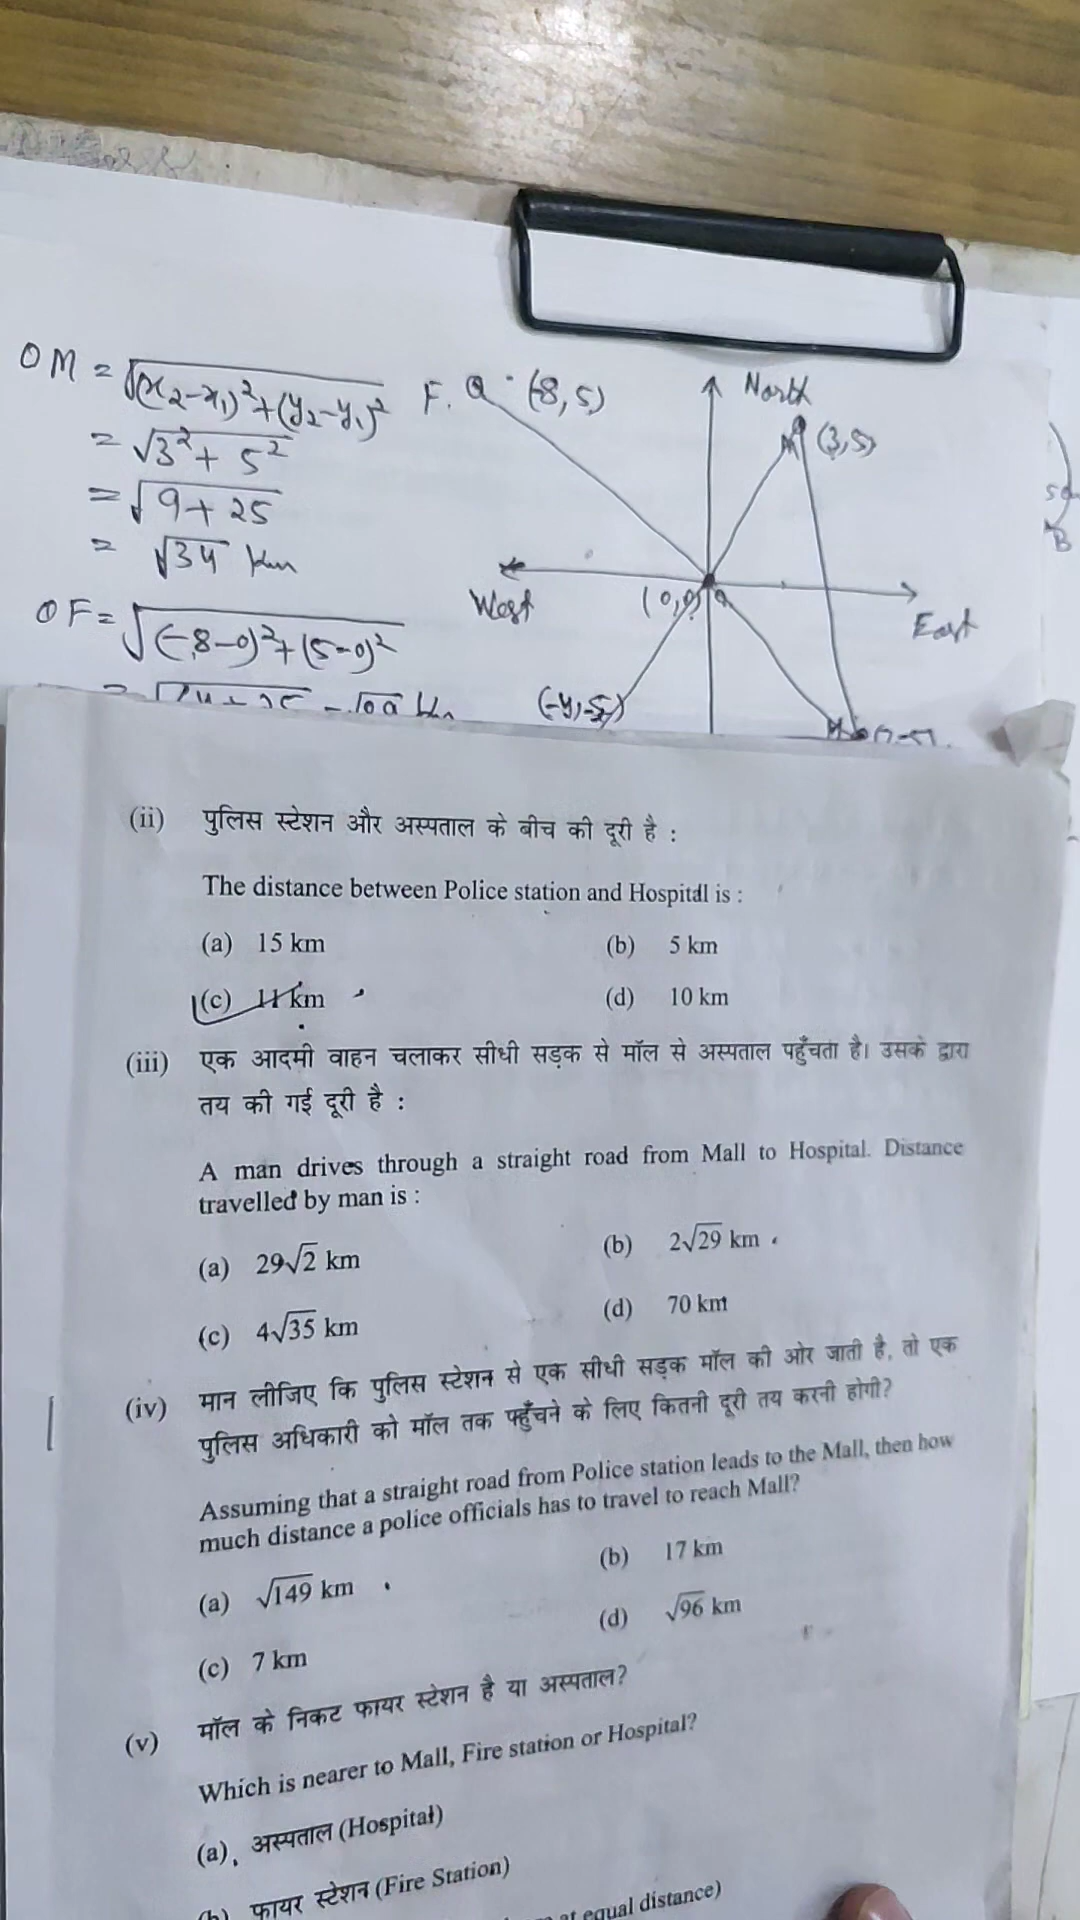 OM = √(x₂-x₁)²+(y₂-y₁)²
= √3²+5²
= √9+25
= √34 km
OF = √(-8-0)²+(5-0)²
F. (-8,5)
North
M (3,5)
West
(0,0)
East
(ii) पुलिस स्टेशन और अस्पताल के बीच की दूरी है :
The distance between Police station and Hospital is :
(a) 15 km (b) 5 km
(c) 11 km (d) 10 km
(iii) एक आदमी वाहन चलाकर सीधी सड़क से मॉल से अस्पताल पहुँचता है। उसके द्वारा
तय की गई दूरी है :
A man drives through a straight road from Mall to Hospital. Distance
travelled by man is :
(a) 29√2 km (b) 2√29 km
(c) 4√35 km (d) 70 km
(iv) मान लीजिए कि पुलिस स्टेशन से एक सीधी सड़क मॉल की ओर जाती है, तो एक
पुलिस अधिकारी को मॉल तक पहुँचने के लिए कितनी दूरी तय करनी होगी?
Assuming that a straight road from Police station leads to the Mall, then how
much distance a police officials has to travel to reach Mall?
(a) √149 km (b) 17 km
(c) 7 km (d) √96 km
(v) मॉल के निकट फायर स्टेशन है या अस्पताल?
Which is nearer to Mall, Fire station or Hospital?
(a) अस्पताल (Hospital)
(b) फायर स्टेशन (Fire Station)
at equal distance)